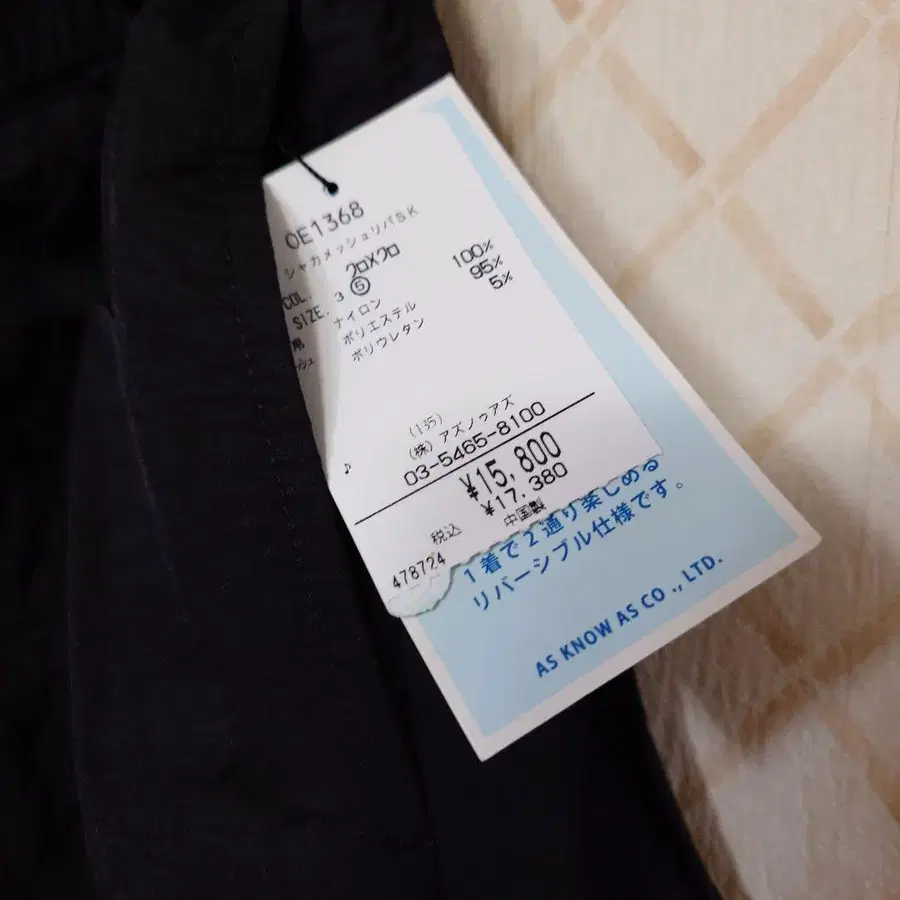 OE1368
シャカメッシュリバSK
COL. クロXクロ
SIZE. 3 ⑤
用 ナイロン 100%
ッシュ ポリエステル 95%
ポリウレタン 5%
(135)
(株) アズノゥアズ
03-5465-8100
¥15,800
税込 ¥17,380
478724 中国製
1着で2通り楽しめる
リバーシブル仕様です。
AS KNOW AS CO ., LTD.